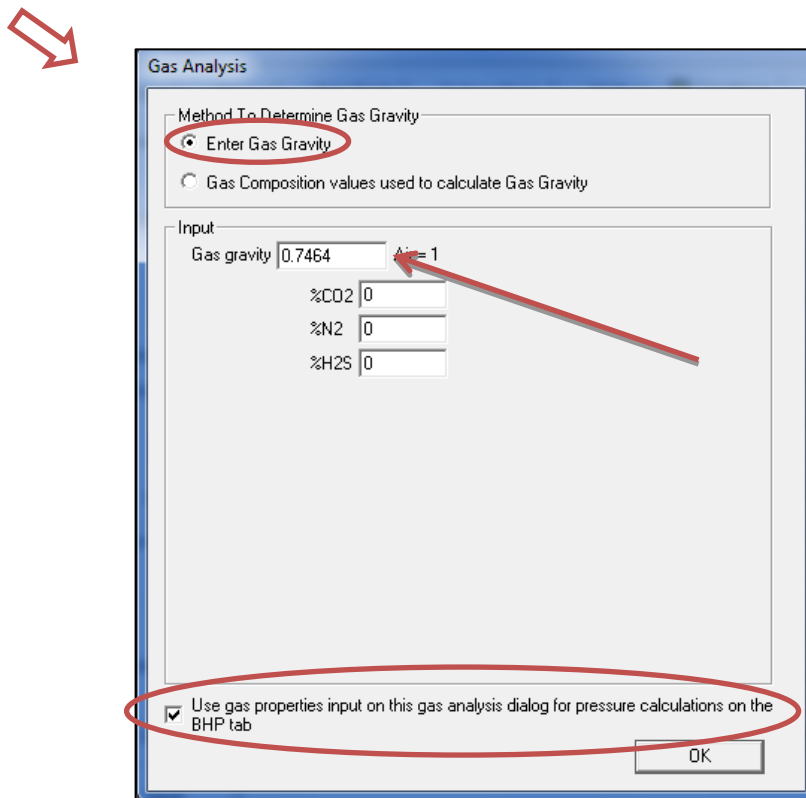 Gas Analysis
Method To Determine Gas Gravity
Enter Gas Gravity
Gas Composition values used to calculate Gas Gravity
Input
Gas gravity 0.7464 Air = 1
%CO2 0
%N2 0
%H2S 0
Use gas properties input on this gas analysis dialog for pressure calculations on the
BHP tab
OK